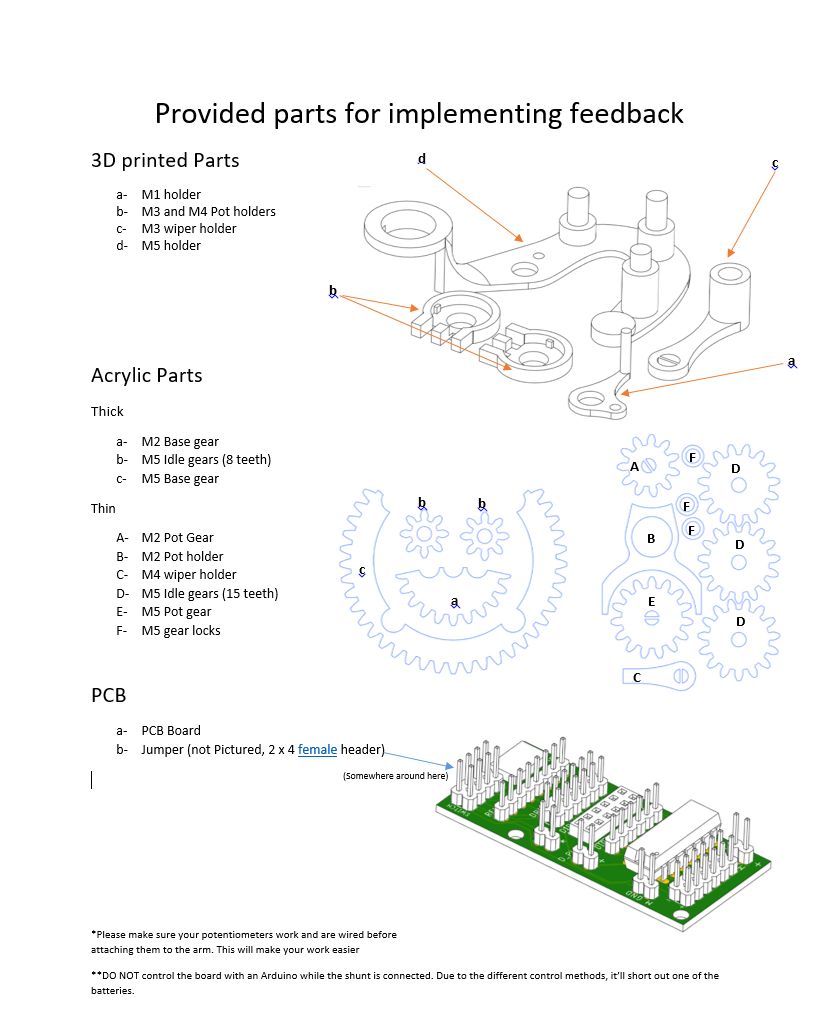 Provided parts for implementing feedback
3D printed Parts
a- M1 holder
b- M3 and M4 Pot holders
c- M3 wiper holder
d- M5 holder
d
c
b
a
Acrylic Parts
Thick
a- M2 Base gear
b- M5 Idle gears (8 teeth)
c- M5 Base gear
Thin
A- M2 Pot Gear
B- M2 Pot holder
C- M4 wiper holder
D- M5 Idle gears (15 teeth)
E- M5 Pot gear
F- M5 gear locks
b b
c
a
A F D
F
F
B D
E
D
C
PCB
a- PCB Board
b- Jumper (not Pictured, 2 x 4 female header)
(Somewhere around here)
GND M
*Please make sure your potentiometers work and are wired before
attaching them to the arm. This will make your work easier
**DO NOT control the board with an Arduino while the shunt is connected. Due to the different control methods, it'll short out one of the
batteries.